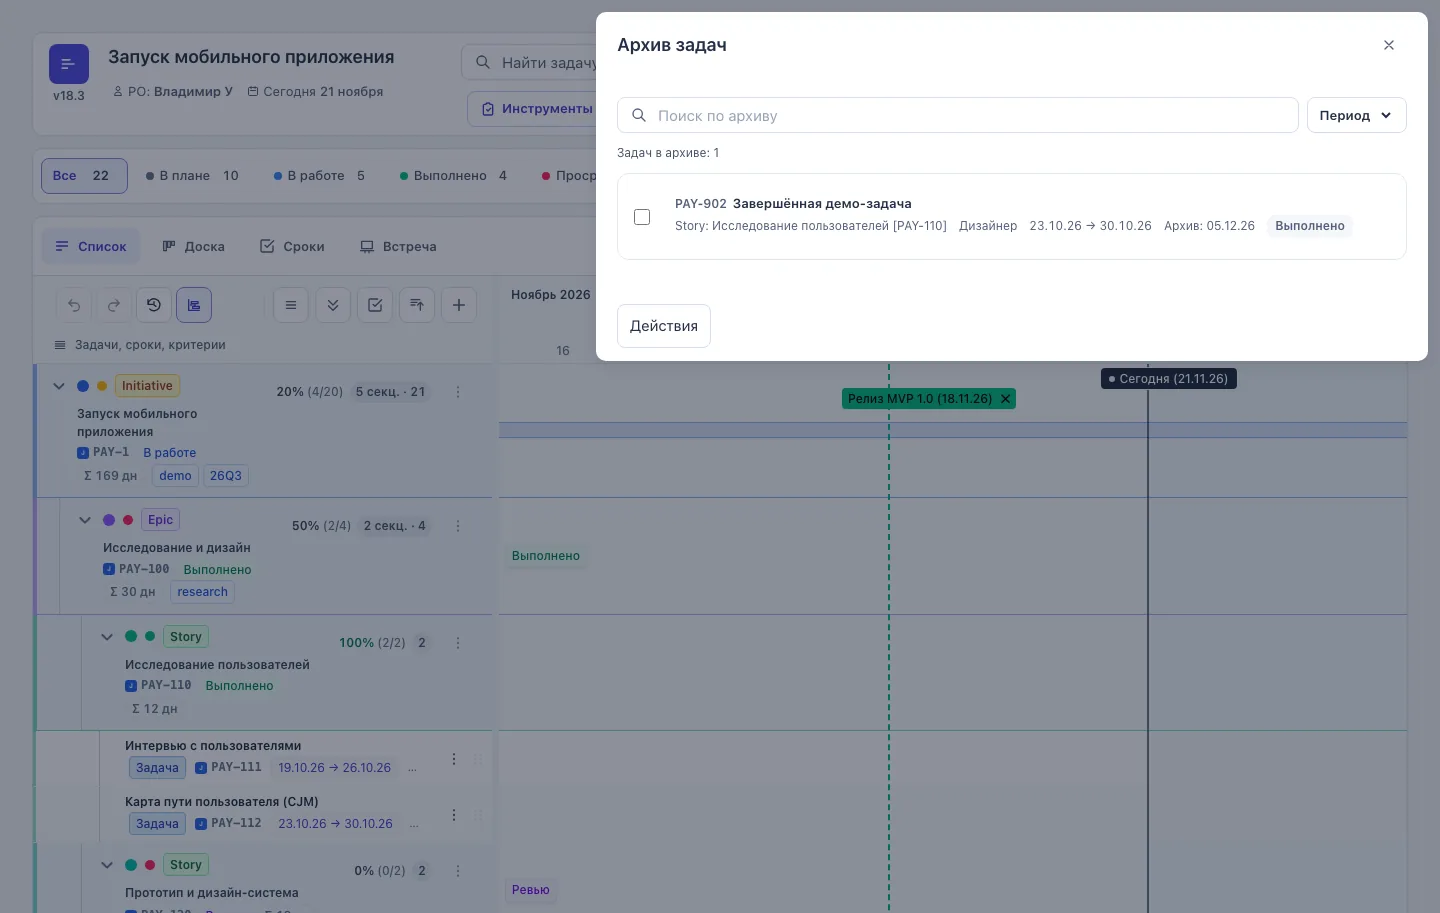 Запуск мобильного приложения
v18.3
PO: Владимир У
Сегодня 21 ноября
Найти задачу
Инструменты
Все 22
В плане 10
В работе 5
Выполнено 4
Список
Доска
Сроки
Встреча
Задачи, сроки, критерии
Ноябрь 2026
16
Архив задач
Поиск по архиву
Период
Задач в архиве: 1
PAY-902 Завершённая демо-задача
Story: Исследование пользователей [PAY-110] Дизайнер 23.10.26 → 30.10.26 Архив: 05.12.26 Выполнено
Действия
Сегодня (21.11.26)
Релиз MVP 1.0 (18.11.26)
Initiative 20% (4/20) 5 секц. · 21
Запуск мобильного
приложения
PAY-1 В работе
Σ 169 дн demo 26Q3
Epic 50% (2/4) 2 секц. · 4
Исследование и дизайн
PAY-100 Выполнено
Σ 30 дн research
Выполнено
Story 100% (2/2) 2
Исследование пользователей
PAY-110 Выполнено
Σ 12 дн
Интервью с пользователями
Задача PAY-111 19.10.26 → 26.10.26 ...
Карта пути пользователя (CJM)
Задача PAY-112 23.10.26 → 30.10.26 ...
Story 0% (0/2) 2
Прототип и дизайн-система
Ревью